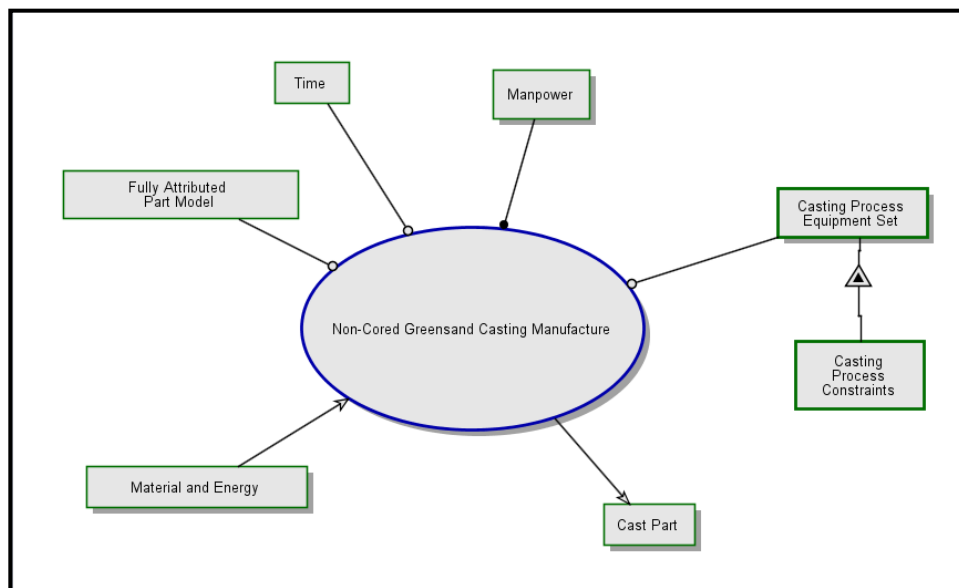 Time
Manpower
Fully Attributed
Part Model
Casting Process
Equipment Set
Non-Cored Greensand Casting Manufacture
Casting
Process
Constraints
Material and Energy
Cast Part